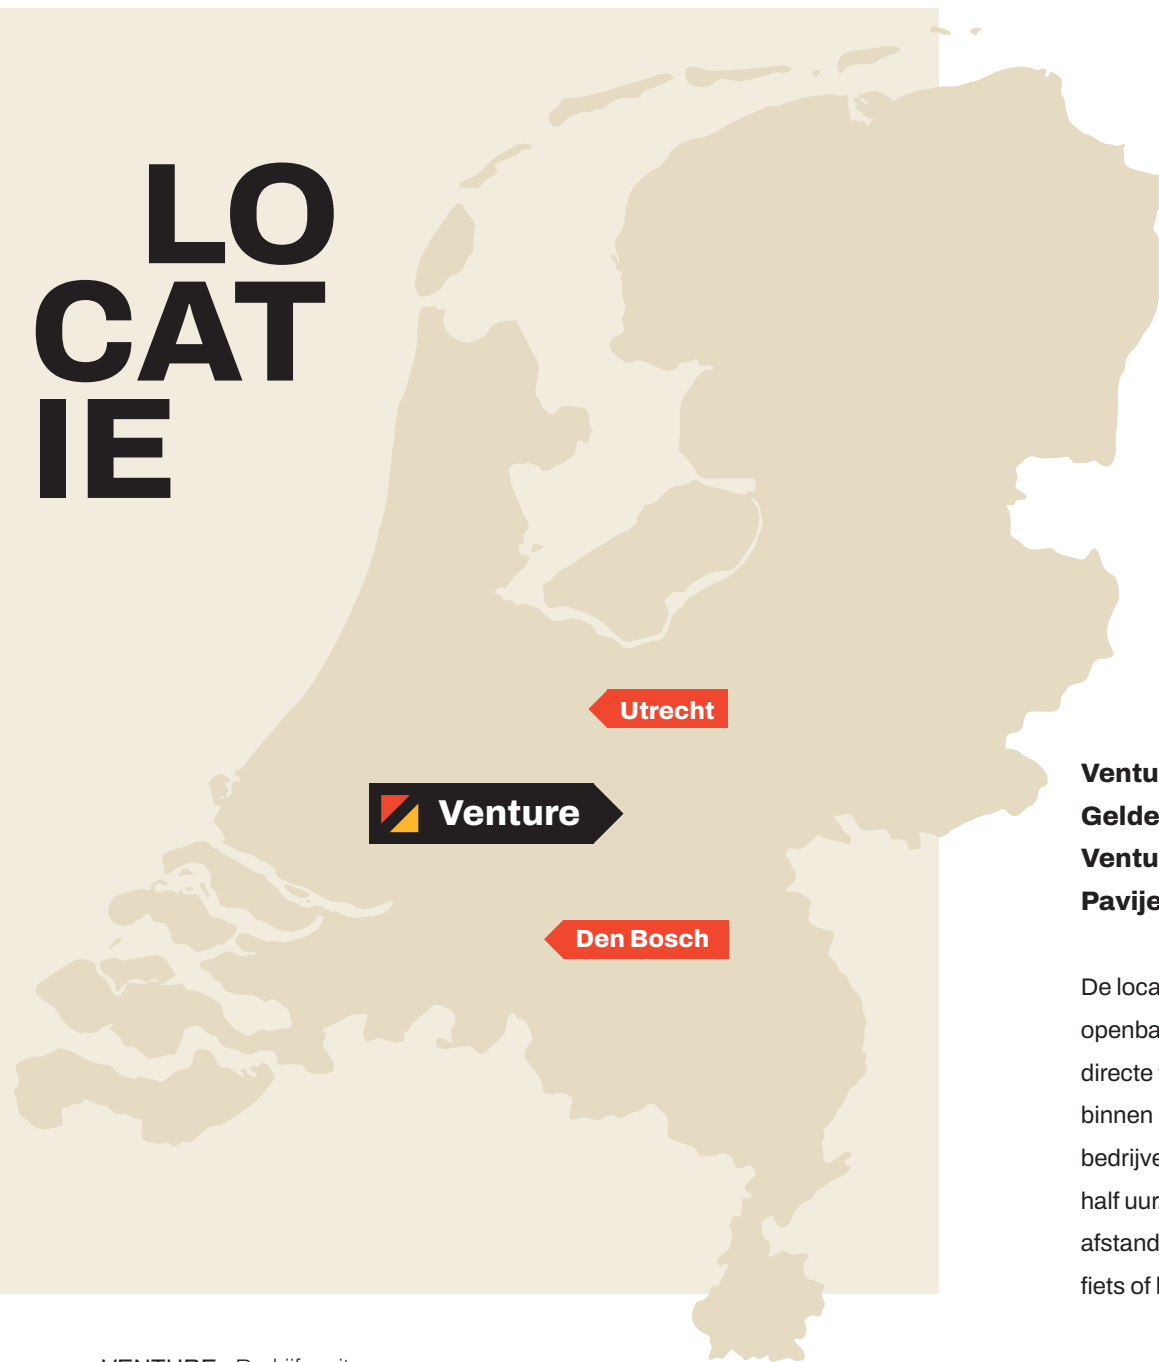 LO
CAT
IE
Utrecht
Venture
Den Bosch
Ventu
Gelde
Ventu
Pavije
De loca
openba
directe
binnen
bedrijve
half uur.
afstand
fiets of
VENTURE